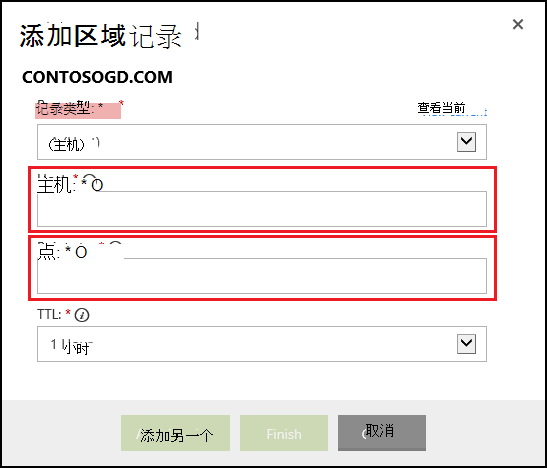 添加区域记录
CONTOSOGD.COM
记录类型: *
查看当前
(主机)
主机: * O
点: * O
TTL: *
1 小时
添加另一个
Finish
取消